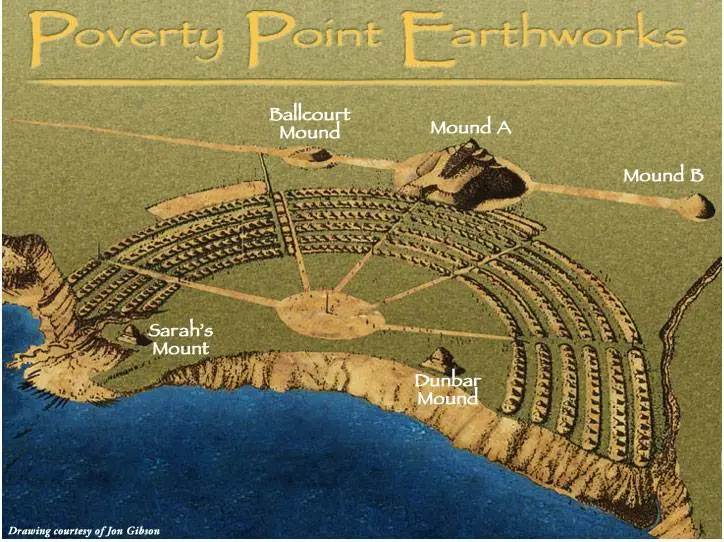 Poverty Point Earthworks
Ballcourt
Mound
Mound A
Mound B
Sarah's
Mount
Dunbar
Mound
Drawing courtesy of Jon Gibson